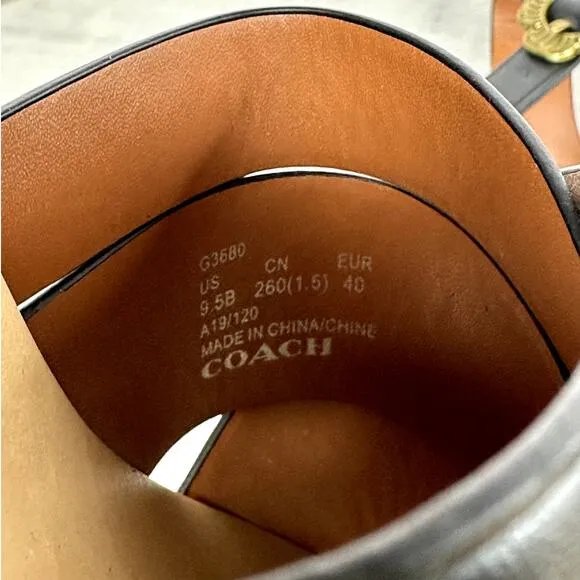 G3680
US CN EUR
9.5B 260(1.5) 40
A19/120
MADE IN CHINA/CHINE
COACH